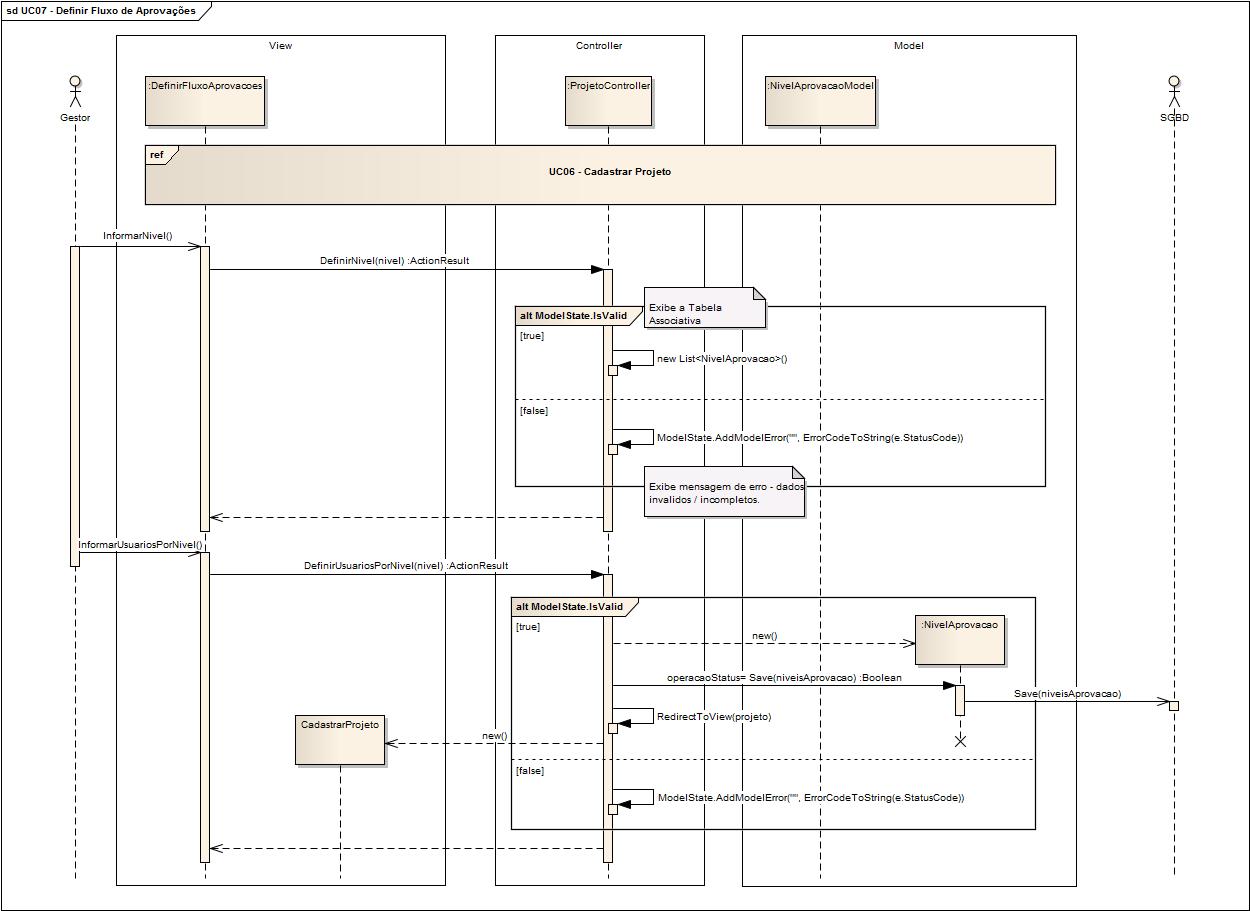 sd UC07 - Definir Fluxo de Aprovações
View
Controller
Model
:DefinirFluxoAprovacoes
:ProjetoController
:NivelAprovacaoModel
Gestor
SGBD
ref
UC06 - Cadastrar Projeto
InformarNivel()
DefinirNivel(nivel) :ActionResult
Exibe a Tabela
Associativa
alt ModelState.IsValid
[true]
new List<NivelAprovacao>()
[false]
ModelState.AddModelError("", ErrorCodeToString(e.StatusCode))
Exibe mensagem de erro - dados
invalidos / incompletos.
InformarUsuariosPorNivel()
DefinirUsuariosPorNivel(nivel) :ActionResult
alt ModelState.IsValid
[true]
:NivelAprovacao
new()
operacaoStatus= Save(niveisAprovacao) :Boolean
Save(niveisAprovacao)
RedirectToView(projeto)
CadastrarProjeto
new()
[false]
ModelState.AddModelError("", ErrorCodeToString(e.StatusCode))